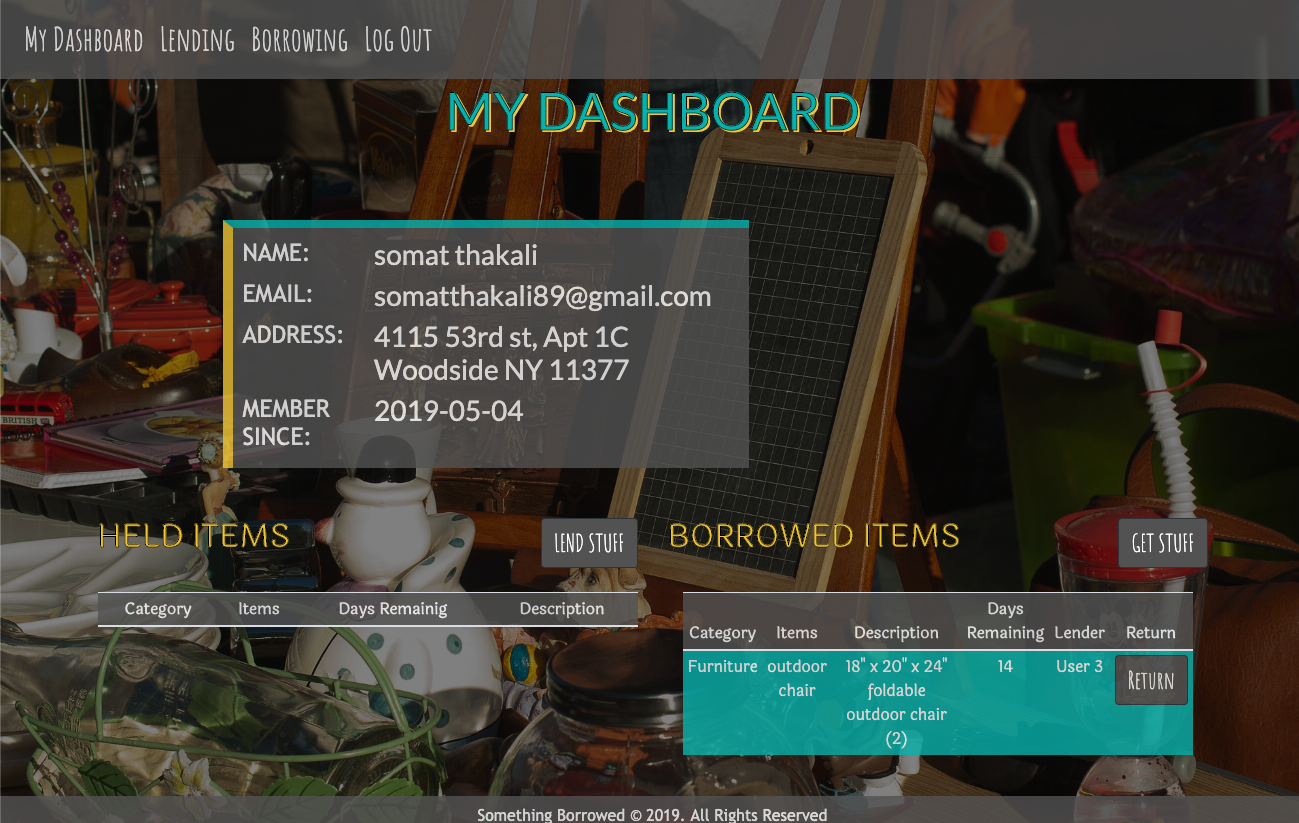 My Dashboard Lending Borrowing Log Out
MY DASHBOARD
NAME: somat thakali
EMAIL: somatthakali89@gmail.com
ADDRESS: 4115 53rd st, Apt 1C
Woodside NY 11377
MEMBER SINCE: 2019-05-04
HELD ITEMS
LEND STUFF
Category Items Days Remainig Description
BORROWED ITEMS
GET STUFF
Category Items Description Days Remaining Lender Return
Furniture outdoor chair 18" x 20" x 24" foldable outdoor chair (2) 14 User 3 Return
BRITISH
Something Borrowed © 2019. All Rights Reserved